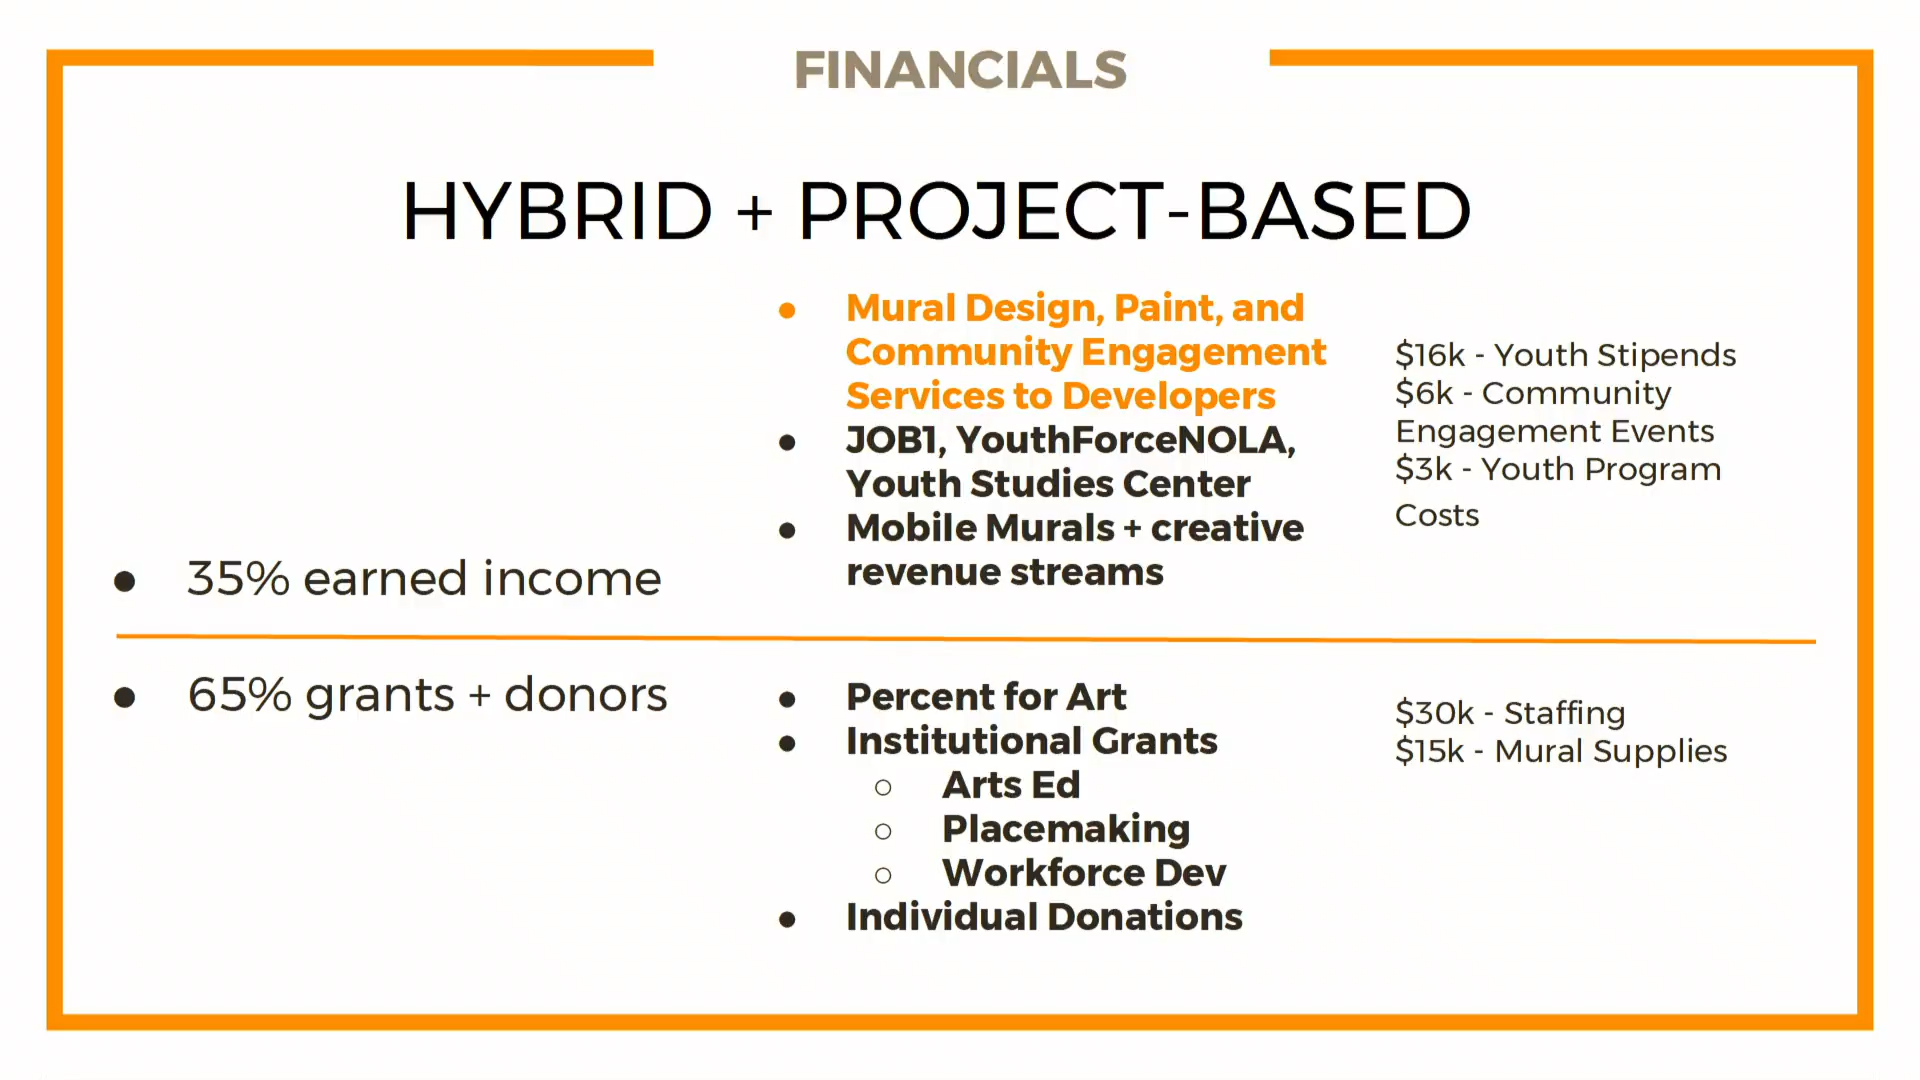 FINANCIALS
HYBRID + PROJECT-BASED
● 35% earned income
● Mural Design, Paint, and
Community Engagement
Services to Developers
● JOB1, YouthForceNOLA,
Youth Studies Center
● Mobile Murals + creative
revenue streams
$16k - Youth Stipends
$6k - Community
Engagement Events
$3k - Youth Program
Costs
● 65% grants + donors
● Percent for Art
● Institutional Grants
○ Arts Ed
○ Placemaking
○ Workforce Dev
● Individual Donations
$30k - Staffing
$15k - Mural Supplies